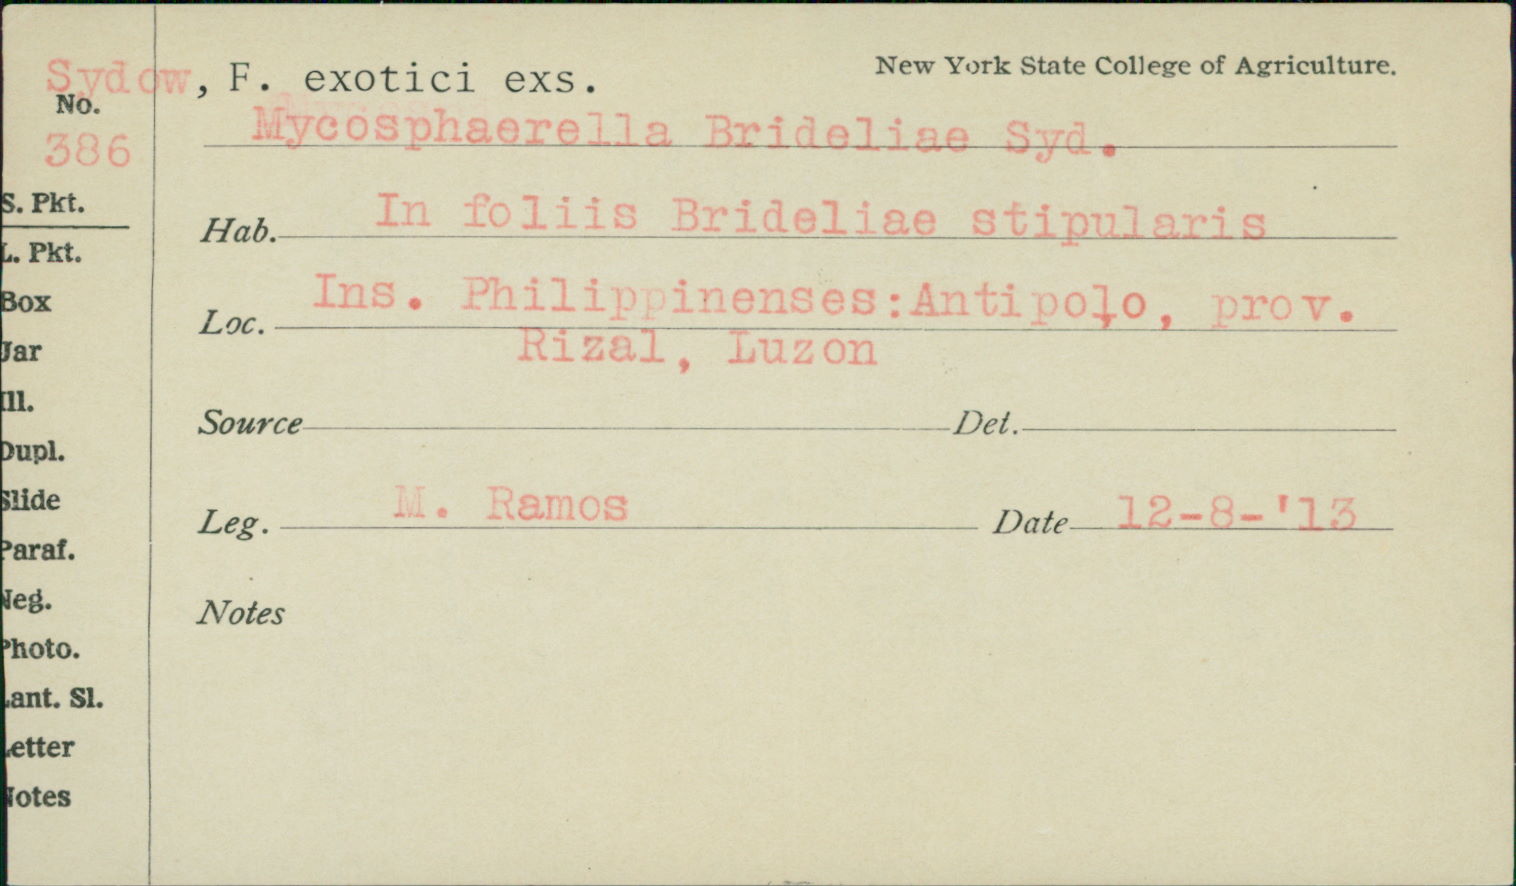 Sydow, F. exotici exs.
New York State College of Agriculture.
No.
386
Mycosphaerella Brideliae Syd.
S. Pkt.
L. Pkt.
Box
Jar
Ill.
Dupl.
Slide
Paraf.
Neg.
Photo.
Lant. Sl.
Letter
Notes
Hab. In foliis Brideliae stipularis
Loc. Ins. Philippinenses:Antipolo, prov.
Rizal, Luzon
Source Det.
Leg. M. Ramos Date 12-8-'13
Notes